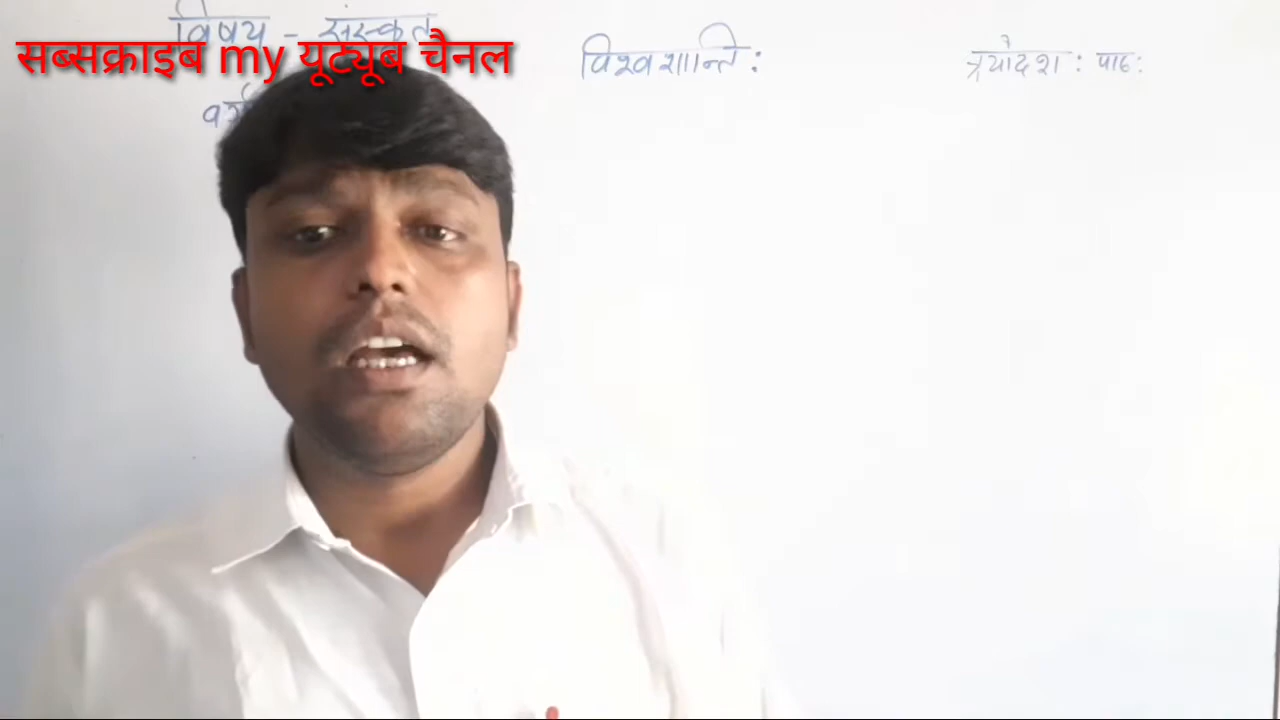 विषय - संस्कृत
सब्सक्राइब my यूट्यूब चैनल
विश्वशान्ति:
त्रयोदश: पाठ: